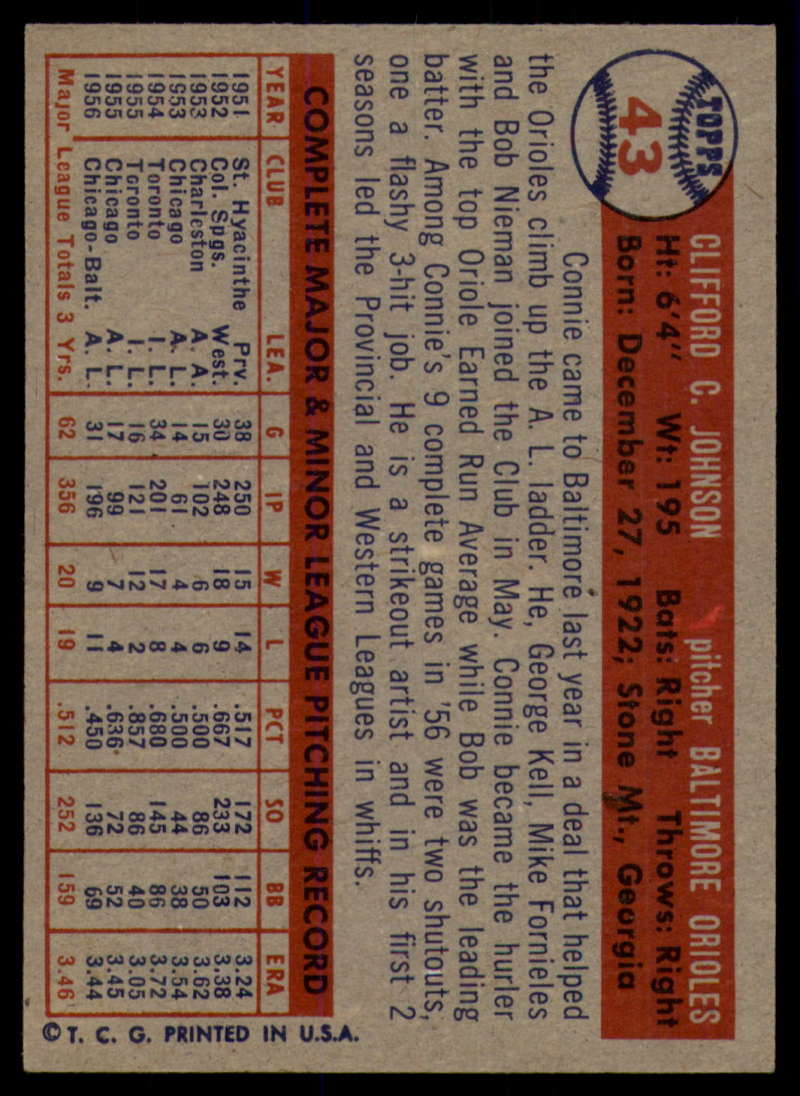 TOPPS
43
CLIFFORD C. JOHNSON pitcher BALTIMORE ORIOLES
Ht: 6'4" Wt: 195 Bats: Right Throws: Right
Born: December 27, 1922; Stone Mt., Georgia
Connie came to Baltimore last year in a deal that helped
the Orioles climb up the A. L. ladder. He, George Kell, Mike Fornieles
and Bob Nieman joined the Club in May. Connie became the hurler
with the top Oriole Earned Run Average while Bob was the leading
batter. Among Connie's 9 complete games in '56 were two shutouts,
one a flashy 3-hit job. He is a strikeout artist and in his first 2
seasons led the Provincial and Western Leagues in whiffs.
COMPLETE MAJOR & MINOR LEAGUE PITCHING RECORD
YEAR CLUB LEA. G IP W L PCT SO BB ERA
1951 St. Hyacinthe Prv. 38 250 15 14 .517 172 112 3.24
1952 Col. Spgs. West. 30 248 18 9 .667 233 103 3.38
1953 Charleston A. A. 15 102 6 6 .500 86 50 3.62
1953 Chicago A. L. 14 61 4 4 .500 44 38 3.54
1954 Toronto I. L. 34 201 17 8 .680 145 86 3.72
1955 Toronto I. L. 16 121 12 2 .857 86 40 3.05
1955 Chicago A. L. 17 99 7 4 .636 72 52 3.45
1956 Chicago-Balt. A. L. 31 196 9 11 .450 136 69 3.44
Major League Totals 3 Yrs. 62 356 20 19 .512 252 159 3.46
© T. C. G. PRINTED IN U.S.A.